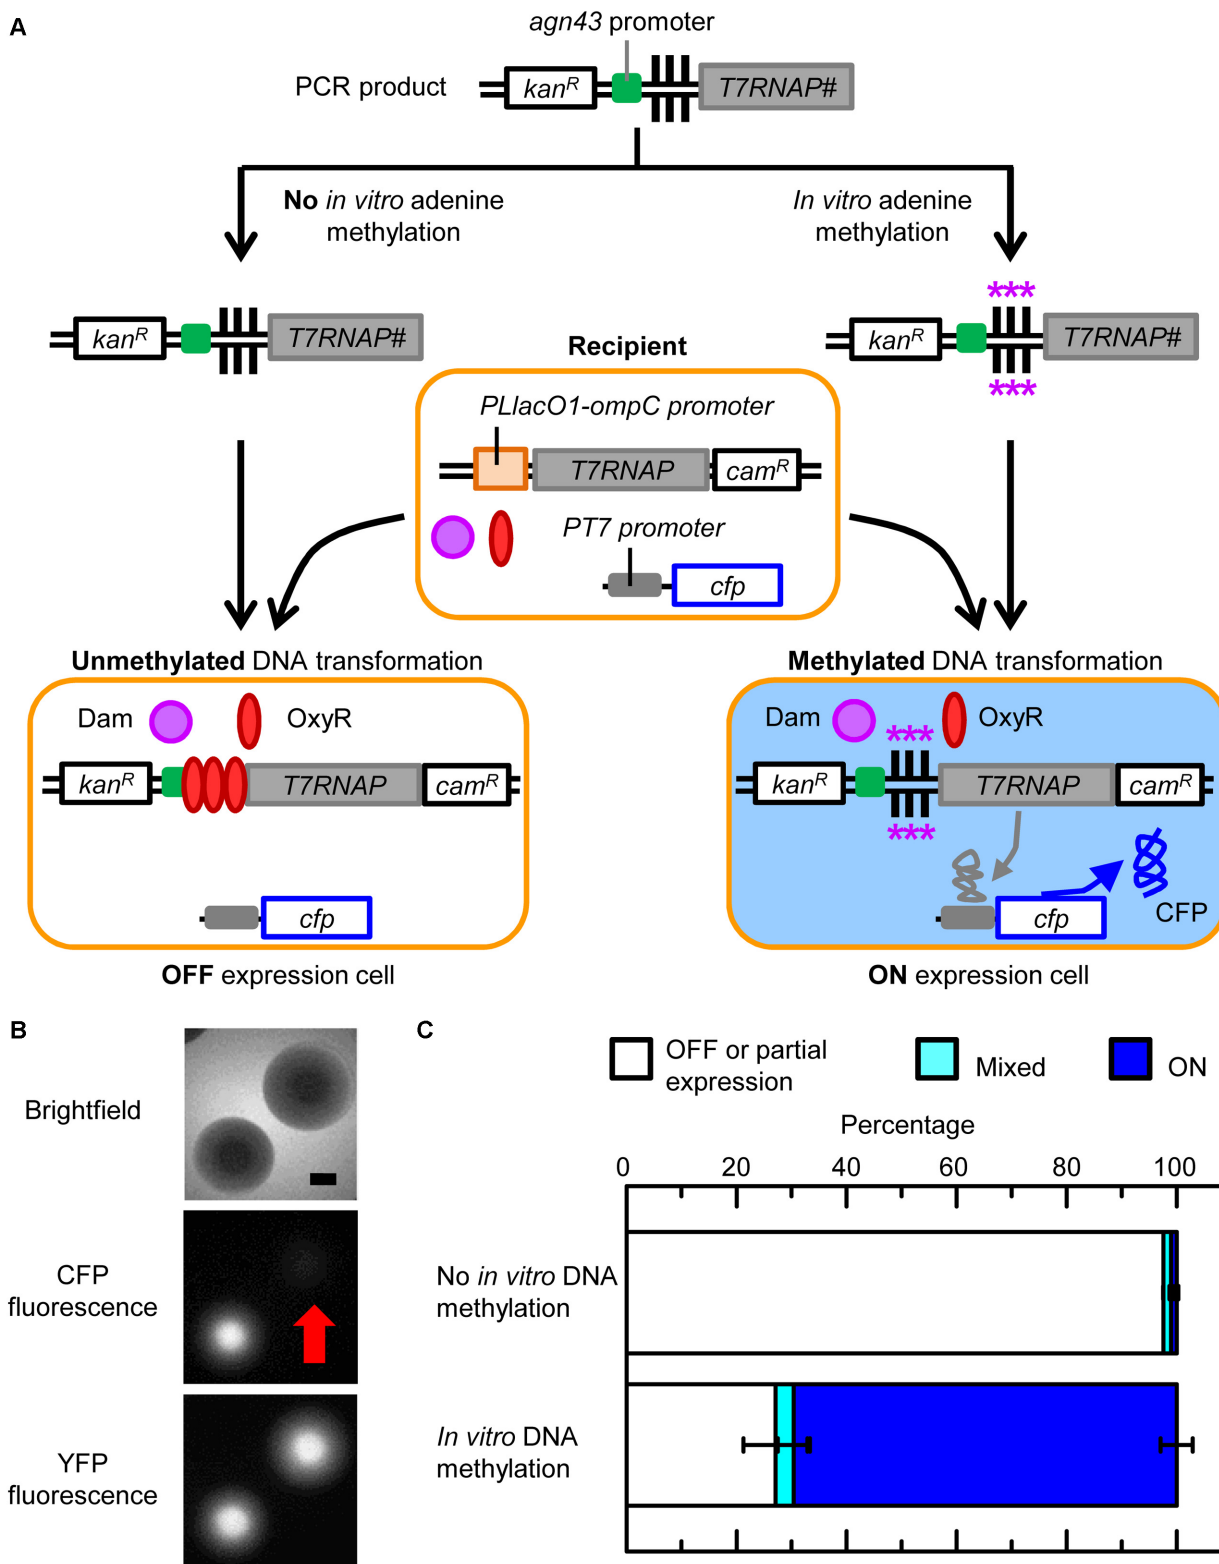 A
agn43 promoter
PCR product
kanR
T7RNAP#
No in vitro adenine
methylation
In vitro adenine
methylation
***
kanR
T7RNAP#
kanR
T7RNAP#
***
Recipient
PLlacO1-ompC promoter
T7RNAP
camR
PT7 promoter
cfp
Unmethylated DNA transformation
Dam
OxyR
kanR
T7RNAP
camR
cfp
OFF expression cell
Methylated DNA transformation
Dam
OxyR
***
kanR
T7RNAP
camR
***
cfp
CFP
ON expression cell
B
Brightfield
CFP
fluorescence
YFP
fluorescence
C
OFF or partial
expression
Mixed
ON
Percentage
0 20 40 60 80 100
No in vitro DNA
methylation
In vitro DNA
methylation